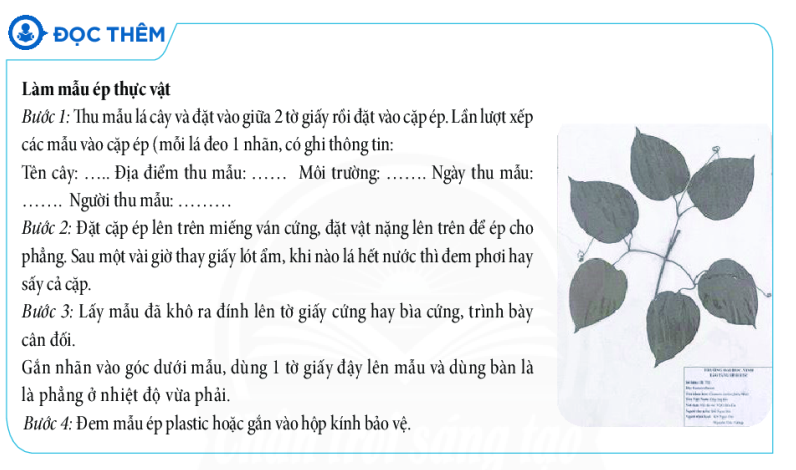 ĐỌC THÊM
Làm mẫu ép thực vật
Bước 1: Thu mẫu lá cây và đặt vào giữa 2 tờ giấy rồi đặt vào cặp ép. Lần lượt xếp
các mẫu vào cặp ép (mỗi lá đeo 1 nhãn, có ghi thông tin:
Tên cây: ….. Địa điểm thu mẫu: …… Môi trường: ……. Ngày thu mẫu:
……. Người thu mẫu: ………
Bước 2: Đặt cặp ép lên trên miếng ván cứng, đặt vật nặng lên trên để ép cho
phẳng. Sau một vài giờ thay giấy lót ẩm, khi nào lá hết nước thì đem phơi hay
sấy cả cặp.
Bước 3: Lấy mẫu đã khô ra đính lên tờ giấy cứng hay bìa cứng, trình bày
cân đối.
Gắn nhãn vào góc dưới mẫu, dùng 1 tờ giấy đậy lên mẫu và dùng bàn là
là phẳng ở nhiệt độ vừa phải.
Bước 4: Đem mẫu ép plastic hoặc gắn vào hộp kính bảo vệ.